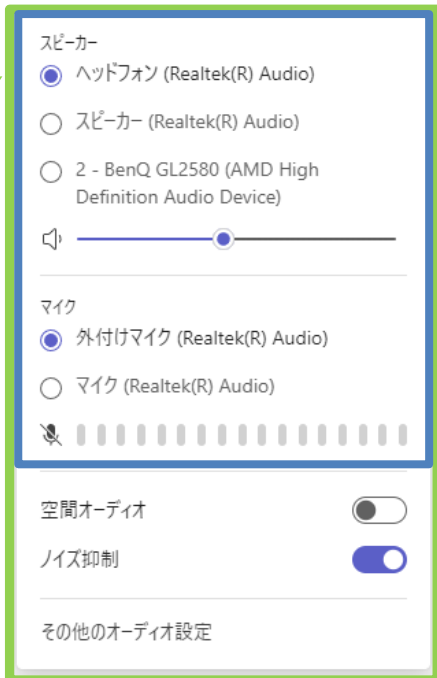 スピーカー
ヘッドフォン (Realtek(R) Audio)
スピーカー (Realtek(R) Audio)
2 - BenQ GL2580 (AMD High
Definition Audio Device)
マイク
外付けマイク (Realtek(R) Audio)
マイク (Realtek(R) Audio)
空間オーディオ
ノイズ抑制
その他のオーディオ設定